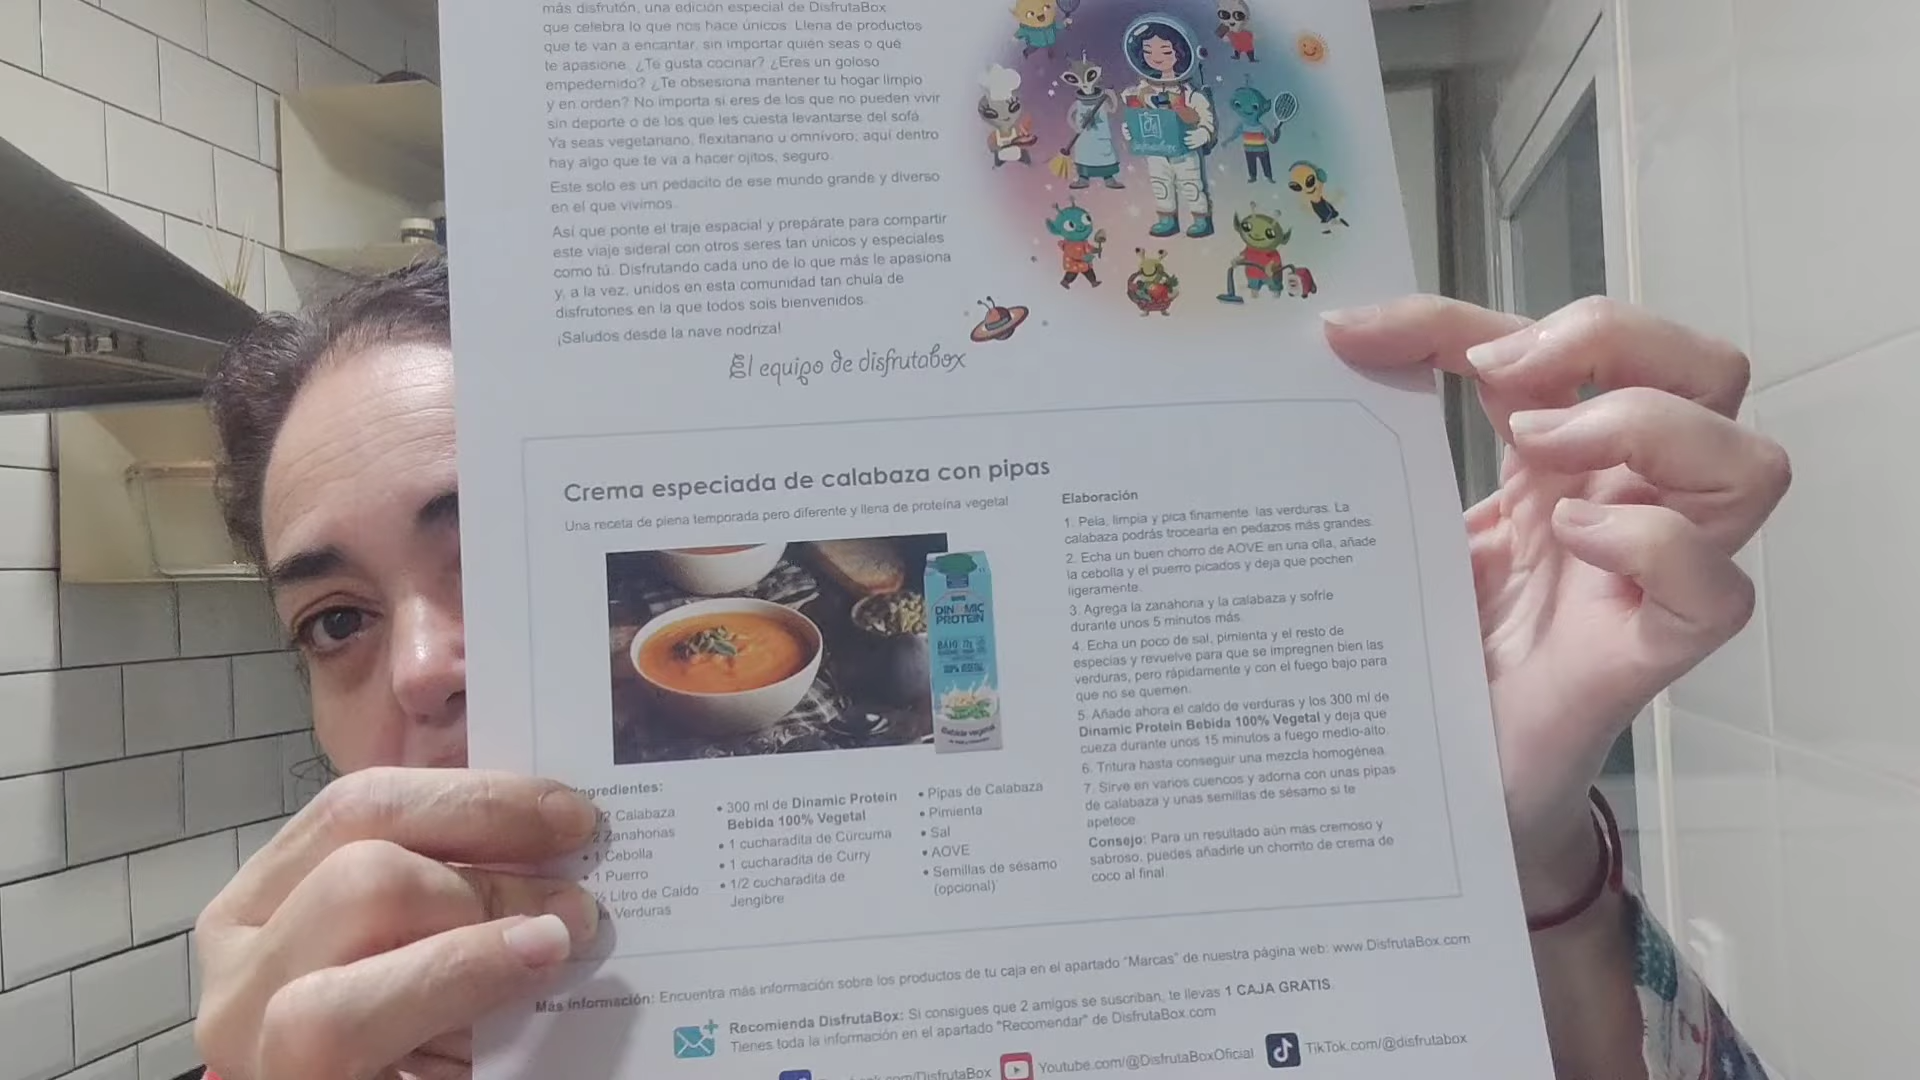 más disfrutón, una edición especial de DisfrutaBox
que celebra lo que nos hace únicos. Llena de productos
que te van a encantar, sin importar quién seas o qué
te apasione. ¿Te gusta cocinar? ¿Eres un goloso
empedernido? ¿Te obsesiona mantener tu hogar limpio
y en orden? No importa si eres de los que no pueden vivir
sin deporte o de los que les cuesta levantarse del sofá.
Ya seas vegetariano, flexitariano u omnívoro, aquí dentro
hay algo que te va a hacer ojitos, seguro.
Este solo es un pedacito de ese mundo grande y diverso
en el que vivimos.
Así que ponte el traje espacial y prepárate para compartir
este viaje sideral con otros seres tan únicos y especiales
como tú. Disfrutando cada uno de lo que más le apasiona
y, a la vez, unidos en esta comunidad tan chula de
disfrutones en la que todos sois bienvenidos.
¡Saludos desde la nave nodriza!
El equipo de disfrutabox
Crema especiada de calabaza con pipas
Una receta de plena temporada pero diferente y llena de proteína vegetal
DINAMIC
PROTEIN
BAJO
100% VEGETAL
Bebida vegetal
Ingredientes:
1/2 Calabaza
2 Zanahorias
• 1 Cebolla
• 1 Puerro
½ Litro de Caldo
de Verduras
• 300 ml de Dinamic Protein
Bebida 100% Vegetal
• 1 cucharadita de Cúrcuma
• 1 cucharadita de Curry
• 1/2 cucharadita de
Jengibre
• Pipas de Calabaza
• Pimienta
• Sal
• AOVE
• Semillas de sésamo
(opcional)
Elaboración
1. Pela, limpia y pica finamente las verduras. La
calabaza podrás trocearla en pedazos más grandes.
2. Echa un buen chorro de AOVE en una olla, añade
la cebolla y el puerro picados y deja que pochen
ligeramente.
3. Agrega la zanahoria y la calabaza y sofríe
durante unos 5 minutos más.
4. Echa un poco de sal, pimienta y el resto de
especias y revuelve para que se impregnen bien las
verduras, pero rápidamente y con el fuego bajo para
que no se quemen.
5. Añade ahora el caldo de verduras y los 300 ml de
Dinamic Protein Bebida 100% Vegetal y deja que
cueza durante unos 15 minutos a fuego medio-alto.
6. Tritura hasta conseguir una mezcla homogénea.
7. Sirve en varios cuencos y adorna con unas pipas
de calabaza y unas semillas de sésamo si te
apetece.
Consejo: Para un resultado aún más cremoso y
sabroso, puedes añadirle un chorrito de crema de
coco al final.
Más información: Encuentra más información sobre los productos de tu caja en el apartado "Marcas" de nuestra página web: www.DisfrutaBox.com
Recomienda DisfrutaBox: Si consigues que 2 amigos se suscriban, te llevas 1 CAJA GRATIS.
Tienes toda la información en el apartado "Recomendar" de DisfrutaBox.com
.com/DisfrutaBox
Youtube.com/@DisfrutaBoxOficial
TikTok.com/@disfrutabox